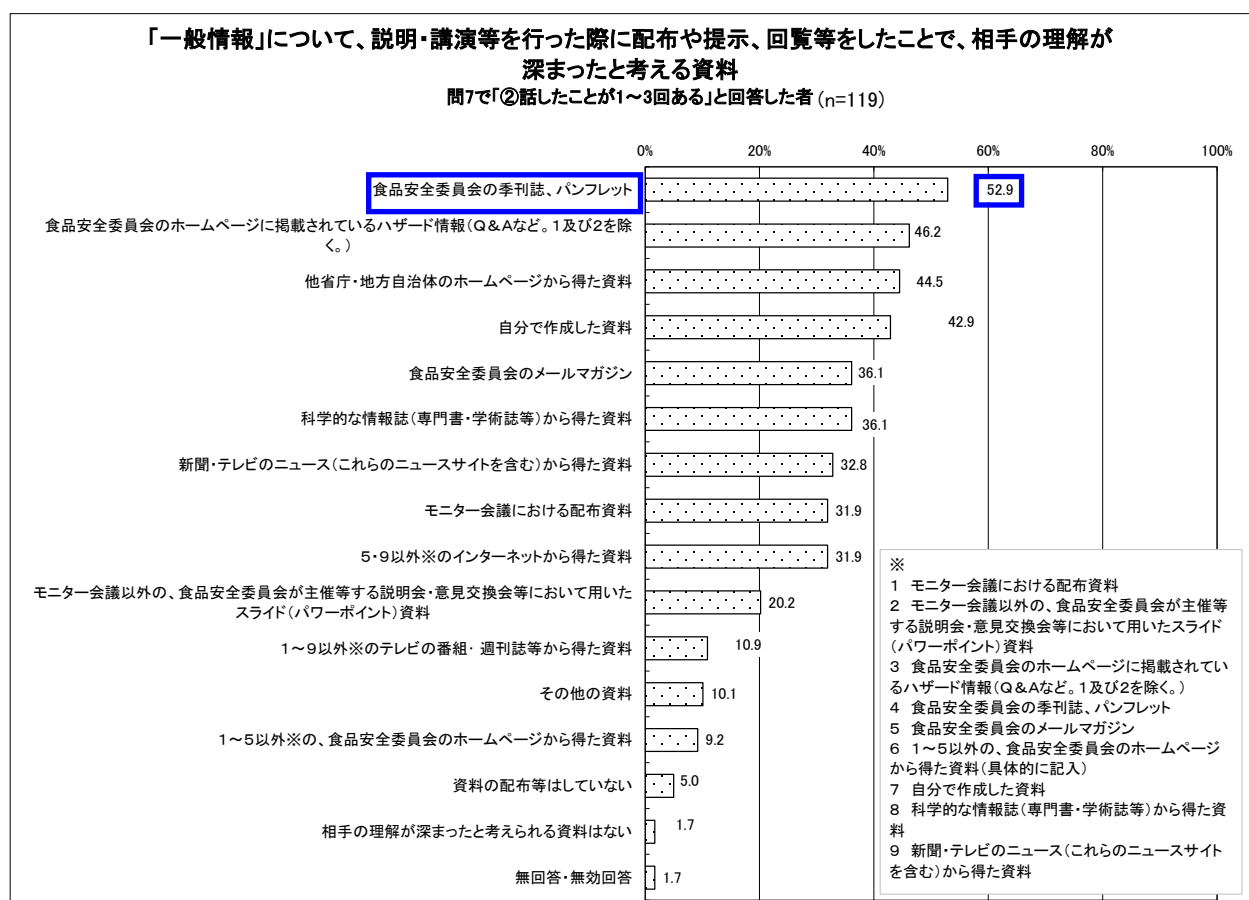 「一般情報」について、説明・講演等を行った際に配布や提示、回覧等をしたことで、相手の理解が
深まったと考える資料
問7で「②話したことが1～3回ある」と回答した者 (n=119)
0% 20% 40% 60% 80% 100%
食品安全委員会の季刊誌、パンフレット 52.9
食品安全委員会のホームページに掲載されているハザード情報(Q&Aなど。1及び2を除
く。) 46.2
他省庁・地方自治体のホームページから得た資料 44.5
自分で作成した資料 42.9
食品安全委員会のメールマガジン 36.1
科学的な情報誌(専門書・学術誌等)から得た資料 36.1
新聞・テレビのニュース(これらのニュースサイトを含む)から得た資料 32.8
モニター会議における配布資料 31.9
5・9以外※のインターネットから得た資料 31.9
モニター会議以外の、食品安全委員会が主催等する説明会・意見交換会等において用いた
スライド(パワーポイント)資料 20.2
1～9以外※のテレビの番組・ 週刊誌等から得た資料 10.9
その他の資料 10.1
1～5以外※の、食品安全委員会のホームページから得た資料 9.2
資料の配布等はしていない 5.0
相手の理解が深まったと考えられる資料はない 1.7
無回答・無効回答 1.7
※
1 モニター会議における配布資料
2 モニター会議以外の、食品安全委員会が主催等
する説明会・意見交換会等において用いたスライド
(パワーポイント)資料
3 食品安全委員会のホームページに掲載されてい
るハザード情報(Q&Aなど。1及び2を除く。)
4 食品安全委員会の季刊誌、パンフレット
5 食品安全委員会のメールマガジン
6 1～5以外の、食品安全委員会のホームページ
から得た資料(具体的に記入)
7 自分で作成した資料
8 科学的な情報誌(専門書・学術誌等)から得た資
料
9 新聞・テレビのニュース(これらのニュースサイト
を含む)から得た資料